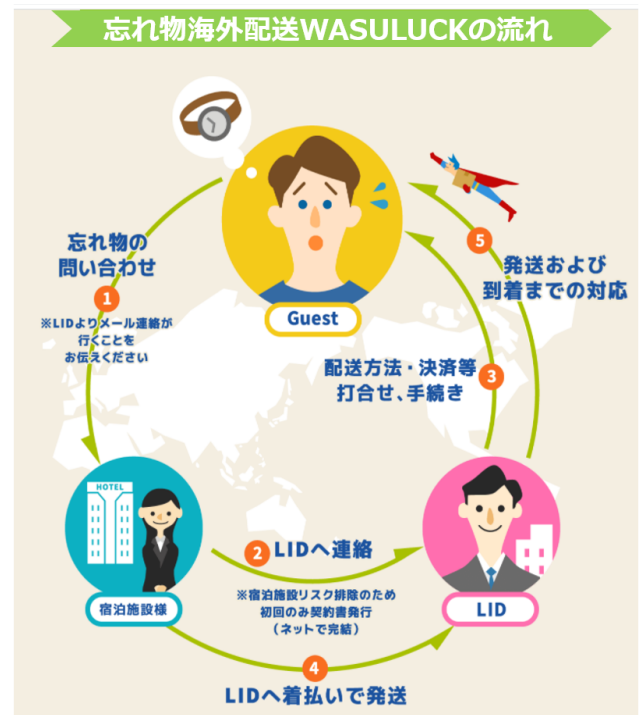 忘れ物海外配送WASULUCKの流れ
忘れ物の
問い合わせ
1
※LIDよりメール連絡が
行くことを
お伝えください
Guest
5
発送および
到着までの対応
配送方法・決済等
打合せ、手続き
3
HOTEL
宿泊施設様
2
LIDへ連絡
※宿泊施設リスク排除のため
初回のみ契約書発行
（ネットで完結）
LID
4
LIDへ着払いで発送